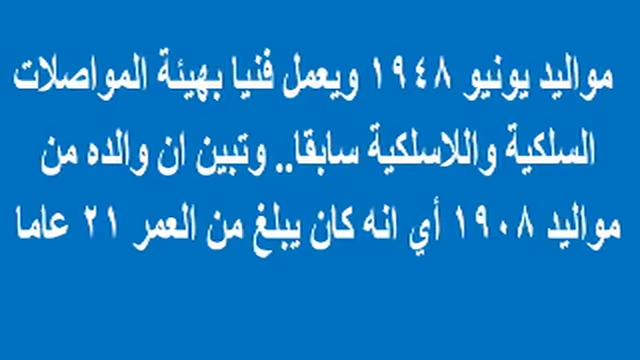 مواليد يونيو ١٩٤٨ ويعمل فنيا بهيئة المواصلات
السلكية واللاسلكية سابقا.. وتبين ان والده من
مواليد ١٩٠٨ أي انه كان يبلغ من العمر ٢١ عاما